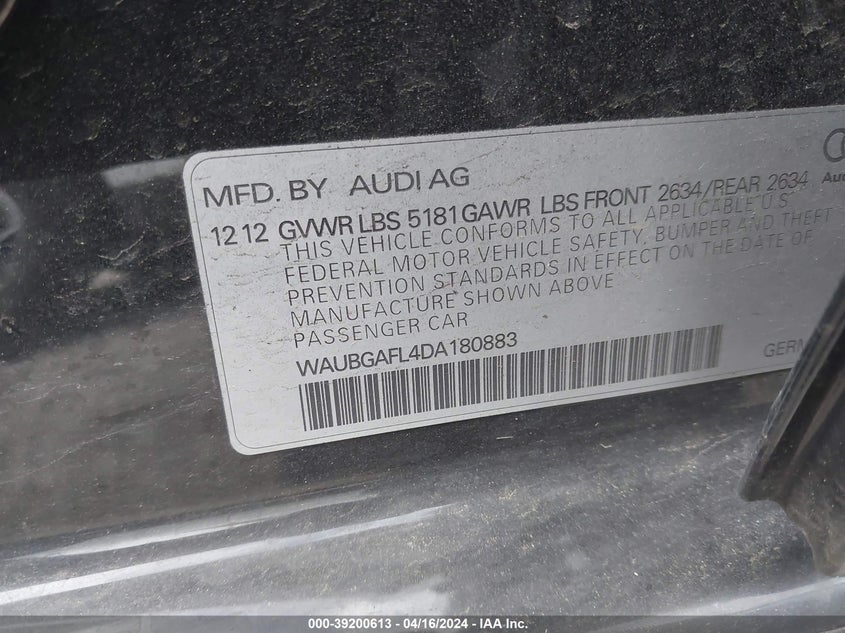 MFD. BY AUDI AG
12 12 GVWR LBS 5181 GAWR LBS FRONT 2634/REAR 2634
THIS VEHICLE CONFORMS TO ALL APPLICABLE U.S
FEDERAL MOTOR VEHICLE SAFETY, BUMPER AND THEFT
PREVENTION STANDARDS IN EFFECT ON THE DATE OF
MANUFACTURE SHOWN ABOVE
PASSENGER CAR
WAUBGAFL4DA180883
000-39200613 - 04/16/2024 - IAA Inc.